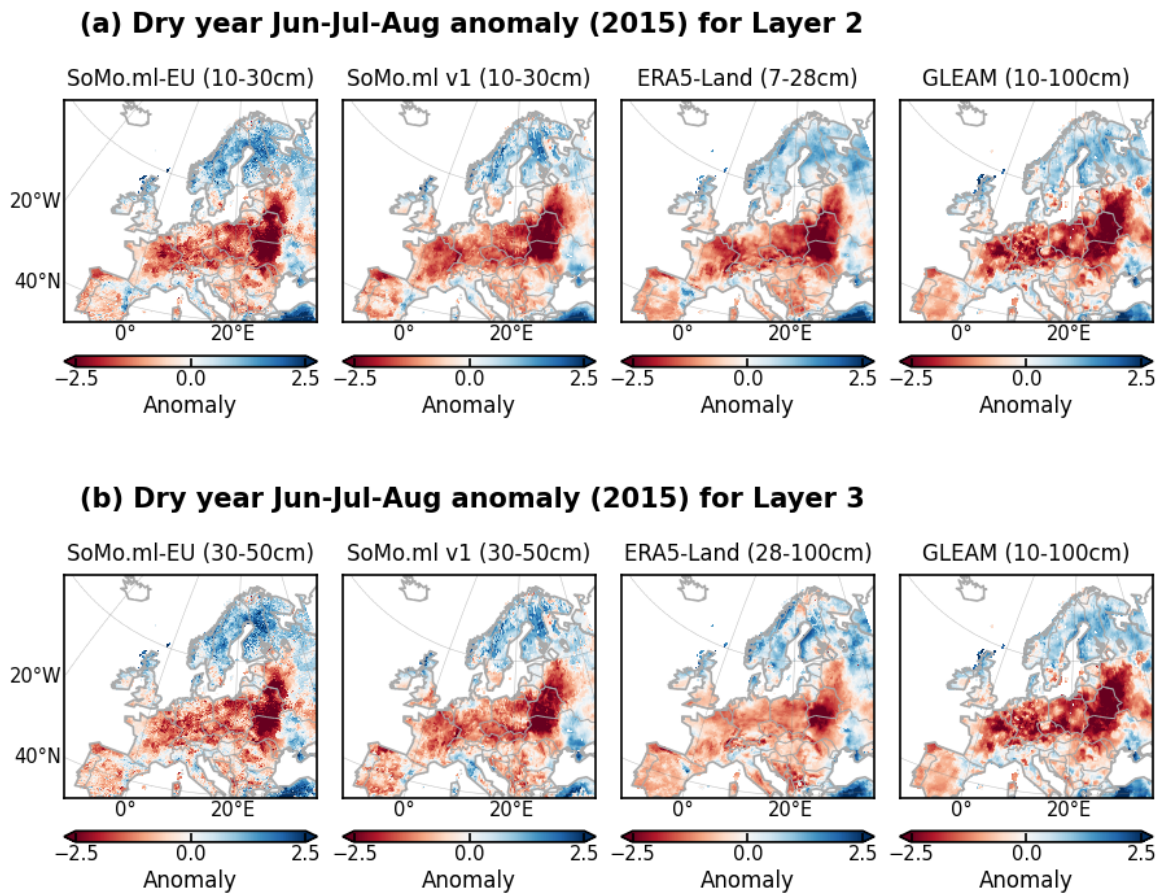 (a) Dry year Jun-Jul-Aug anomaly (2015) for Layer 2
SoMo.ml-EU (10-30cm) SoMo.ml v1 (10-30cm) ERA5-Land (7-28cm) GLEAM (10-100cm)
20°W
40°N
0° 20°E 0° 20°E 0° 20°E 0° 20°E
−2.5 0.0 2.5 −2.5 0.0 2.5 −2.5 0.0 2.5 −2.5 0.0 2.5
Anomaly Anomaly Anomaly Anomaly
(b) Dry year Jun-Jul-Aug anomaly (2015) for Layer 3
SoMo.ml-EU (30-50cm) SoMo.ml v1 (30-50cm) ERA5-Land (28-100cm) GLEAM (10-100cm)
20°W
40°N
0° 20°E 0° 20°E 0° 20°E 0° 20°E
−2.5 0.0 2.5 −2.5 0.0 2.5 −2.5 0.0 2.5 −2.5 0.0 2.5
Anomaly Anomaly Anomaly Anomaly